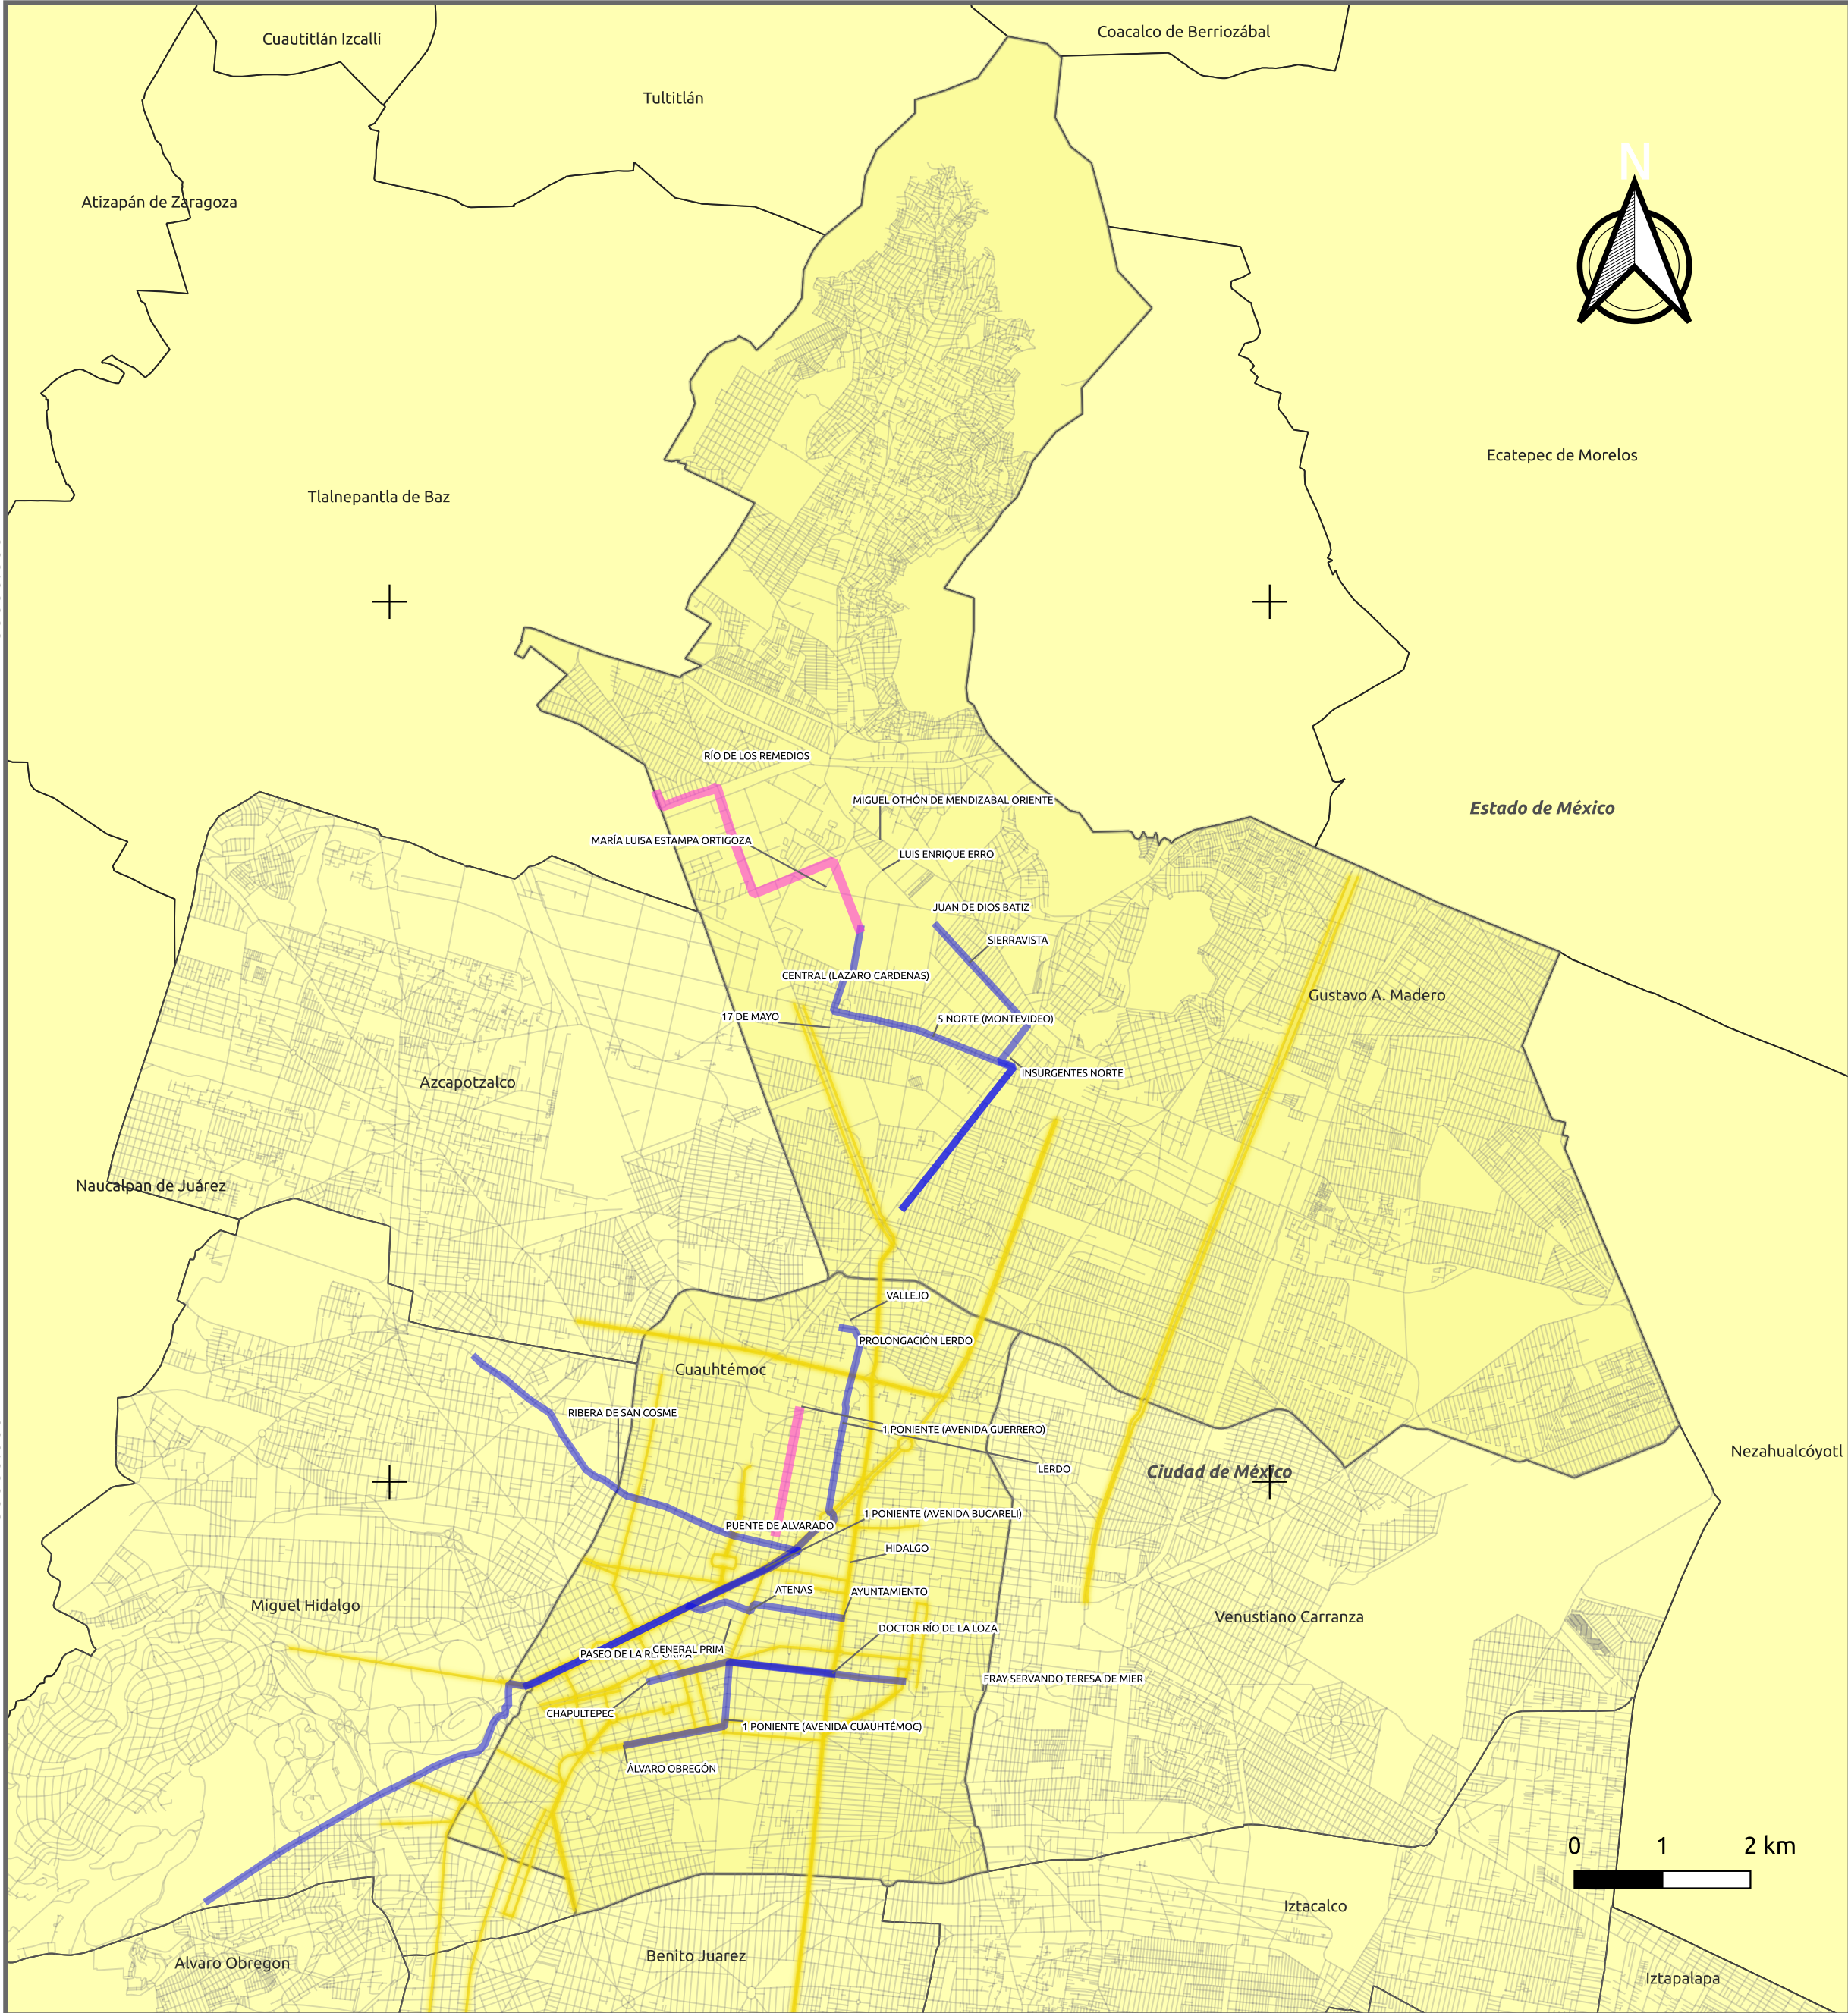 Coacalco de Berriozábal
Cuautitlán Izcalli
Tultitlán
N
Atizapán de Zaragoza
Ecatepec de Morelos
Tlalnepantla de Baz
RÍO DE LOS REMEDIOS
MIGUEL OTHÓN DE MENDIZABAL ORIENTE
Estado de México
MARÍA LUISA ESTAMPA ORTIGOZA
LUIS ENRIQUE ERRO
JUAN DE DIOS BATIZ
SIERRAVISTA
CENTRAL (LAZARO CARDENAS)
Gustavo A. Madero
17 DE MAYO
5 NORTE (MONTEVIDEO)
INSURGENTES NORTE
Azcapotzalco
Naucalpan de Juárez
VALLEJO
PROLONGACIÓN LERDO
Cuauhtémoc
RIBERA DE SAN COSME
1 PONIENTE (AVENIDA GUERRERO)
Nezahualcóyotl
LERDO
Ciudad de México
1 PONIENTE (AVENIDA BUCARELI)
PUENTE DE ALVARADO
HIDALGO
ATENAS
AYUNTAMIENTO
Miguel Hidalgo
Venustiano Carranza
DOCTOR RÍO DE LA LOZA
GENERAL PRIM
PASEO DE LA REFORMA
FRAY SERVANDO TERESA DE MIER
CHAPULTEPEC
1 PONIENTE (AVENIDA CUAUHTÉMOC)
ÁLVARO OBREGÓN
0 1 2 km
Iztacalco
Benito Juarez
Alvaro Obregon
Iztapalapa